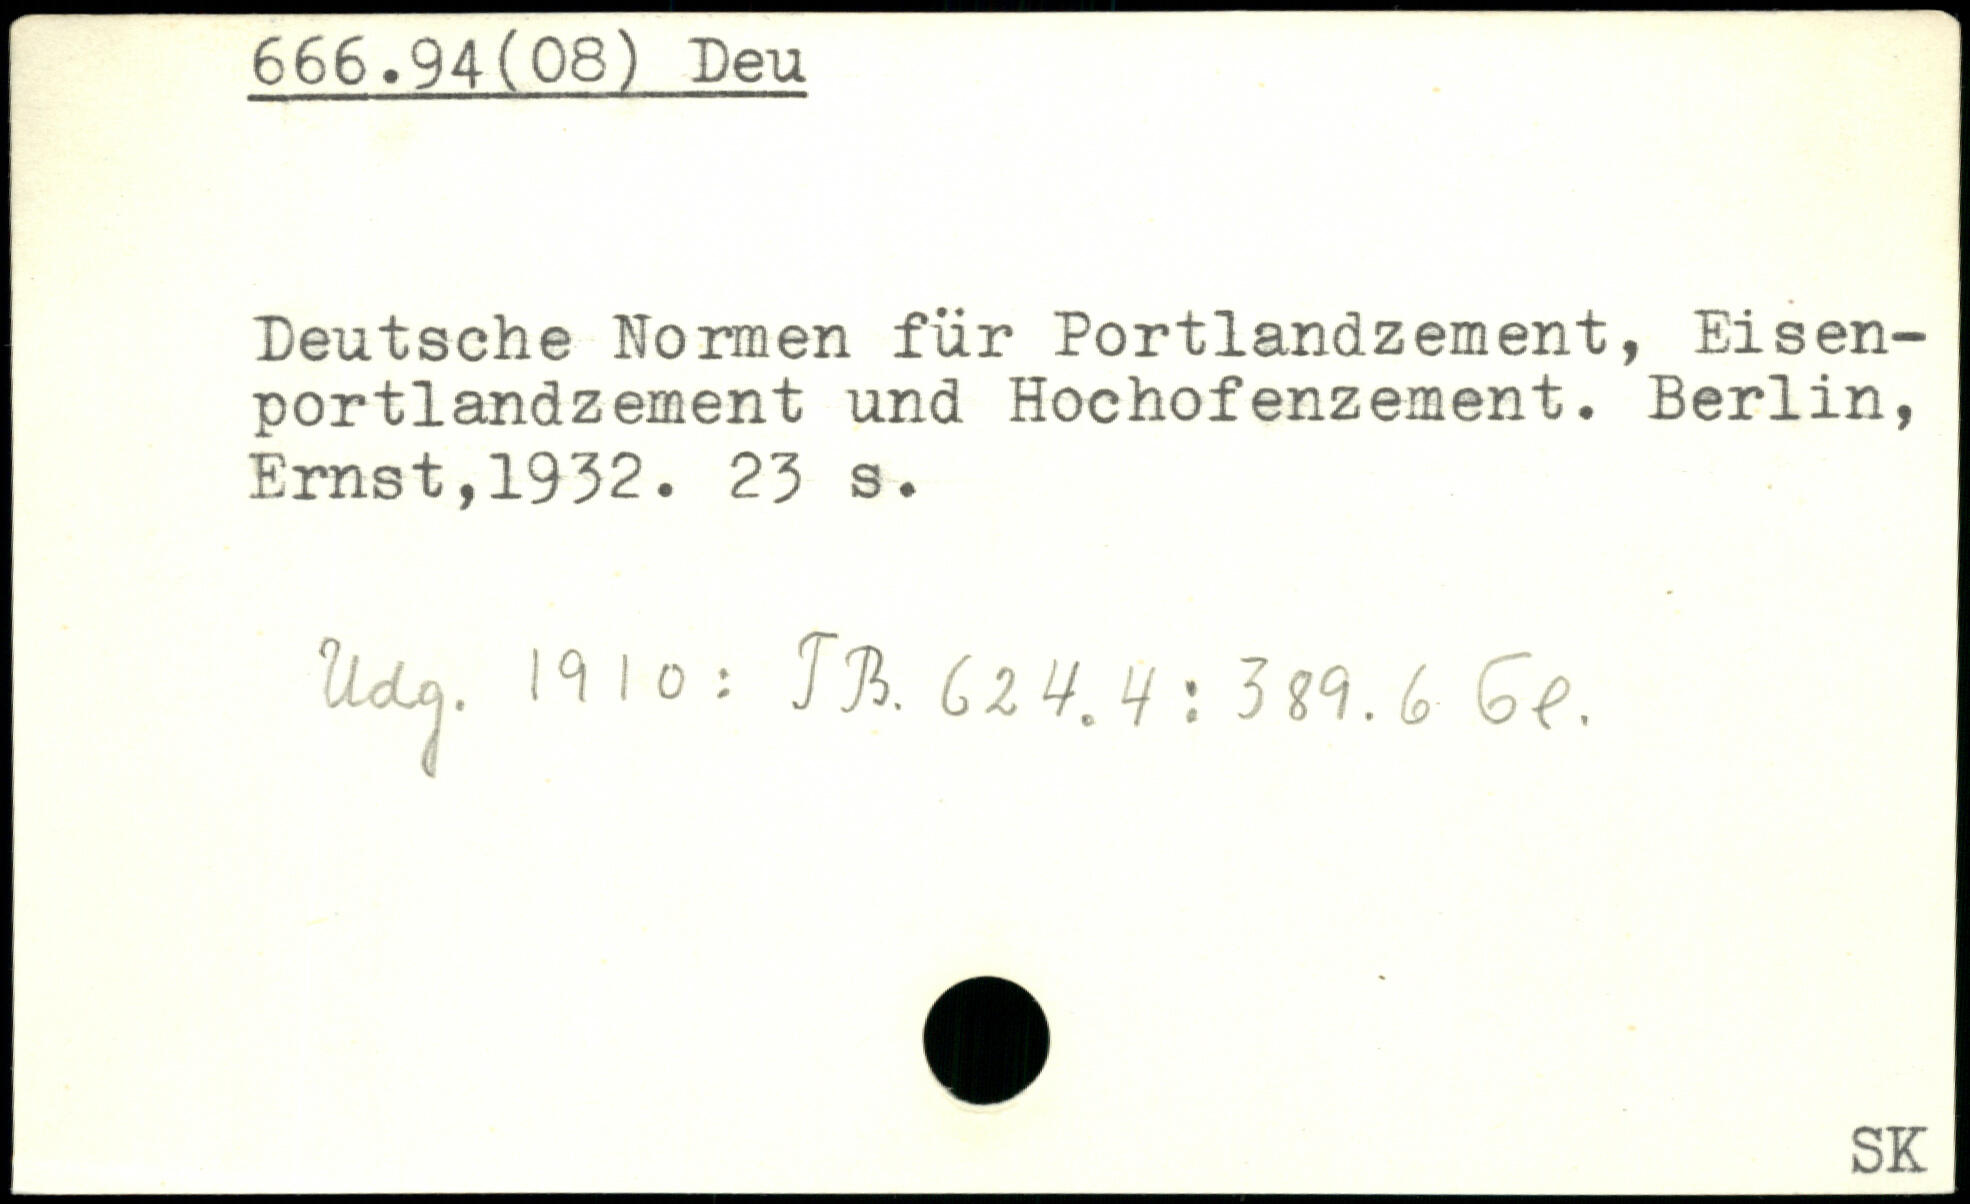 666.94(08) Deu
Deutsche Normen für Portlandzement, Eisen-
portlandzement und Hochofenzement. Berlin,
Ernst,1932. 23 s.
Udg. 1910: TB. 624.4:389.6
SK